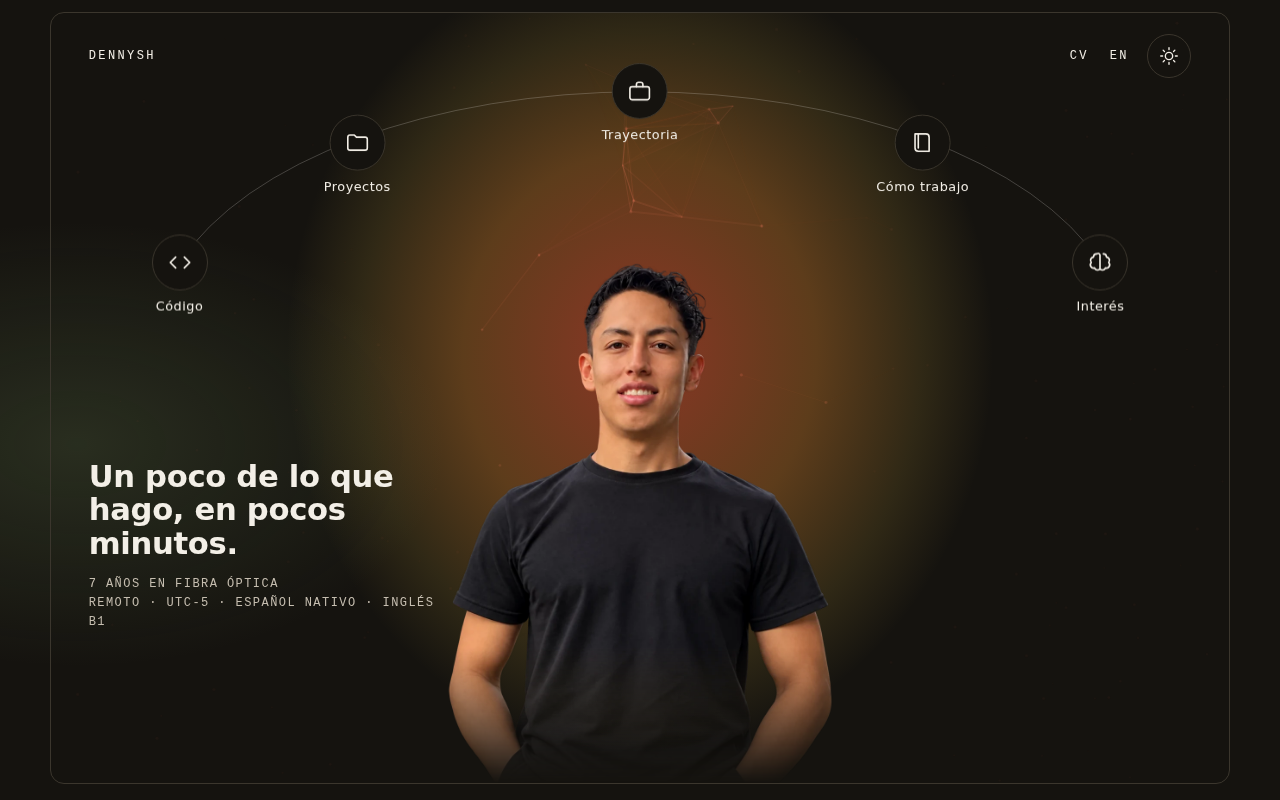 DENNYSH
CV EN
Trayectoria
Proyectos
Cómo trabajo
Código
Interés
Un poco de lo que
hago, en pocos
minutos.
7 AÑOS EN FIBRA ÓPTICA
REMOTO · UTC-5 · ESPAÑOL NATIVO · INGLÉS
B1